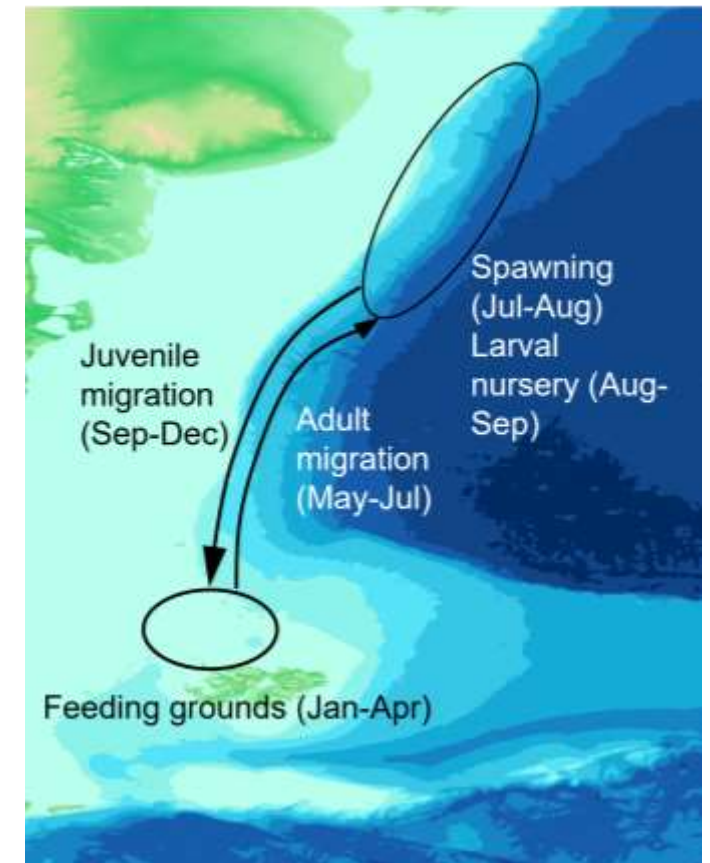 Spawning
(Jul-Aug)
Larval
nursery (Aug-
Sep)
Juvenile
migration
(Sep-Dec)
Adult
migration
(May-Jul)
Feeding grounds (Jan-Apr)